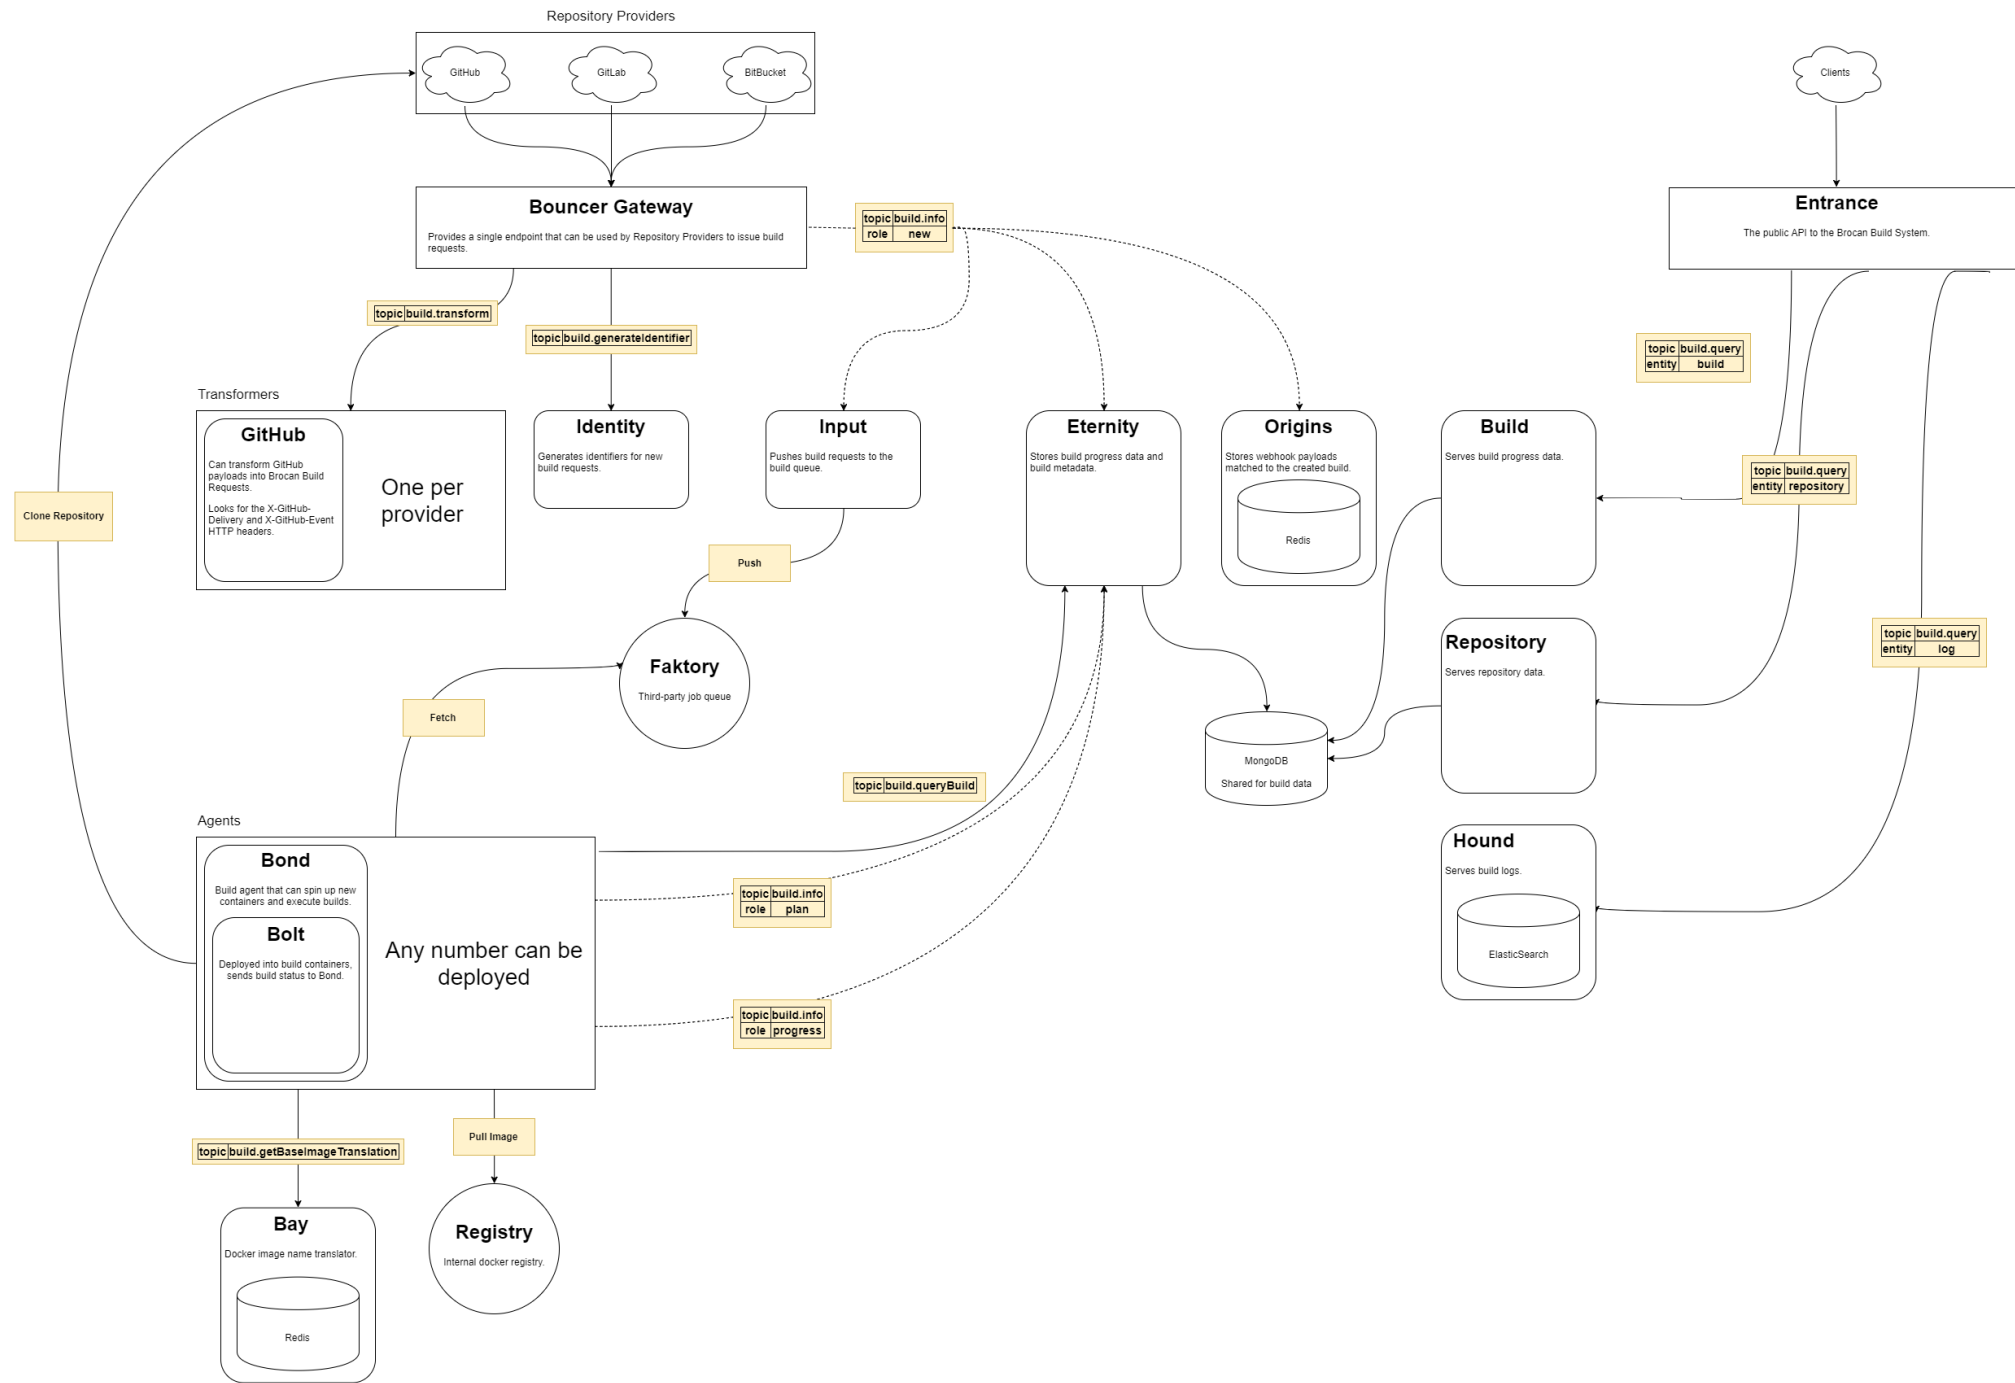 Repository Providers
GitHub
GitLab
BitBucket
Clients
Bouncer Gateway
Provides a single endpoint that can be used by Repository Providers to issue build
requests.
topic build.info
role new
Entrance
The public API to the Brocan Build System.
topic build.transform
topic build.generateIdentifier
topic build.query
entity build
Transformers
GitHub
Can transform GitHub
payloads into Brocan Build
Requests.
Looks for the X-GitHub-
Delivery and X-GitHub-Event
HTTP headers.
One per
provider
Identity
Generates identifiers for new
build requests.
Input
Pushes build requests to the
build queue.
Eternity
Stores build progress data and
build metadata.
Origins
Stores webhook payloads
matched to the created build.
Redis
Build
Serves build progress data.
topic build.query
entity repository
Clone Repository
Push
Faktory
Third-party job queue
Fetch
Repository
Serves repository data.
topic build.query
entity log
MongoDB
Shared for build data
topic build.queryBuild
Agents
Bond
Build agent that can spin up new
containers and execute builds.
Bolt
Deployed into build containers,
sends build status to Bond.
Any number can be
deployed
topic build.info
role plan
topic build.info
role progress
Hound
Serves build logs.
ElasticSearch
topic build.getBaseImageTranslation
Pull Image
Bay
Docker image name translator.
Redis
Registry
Internal docker registry.